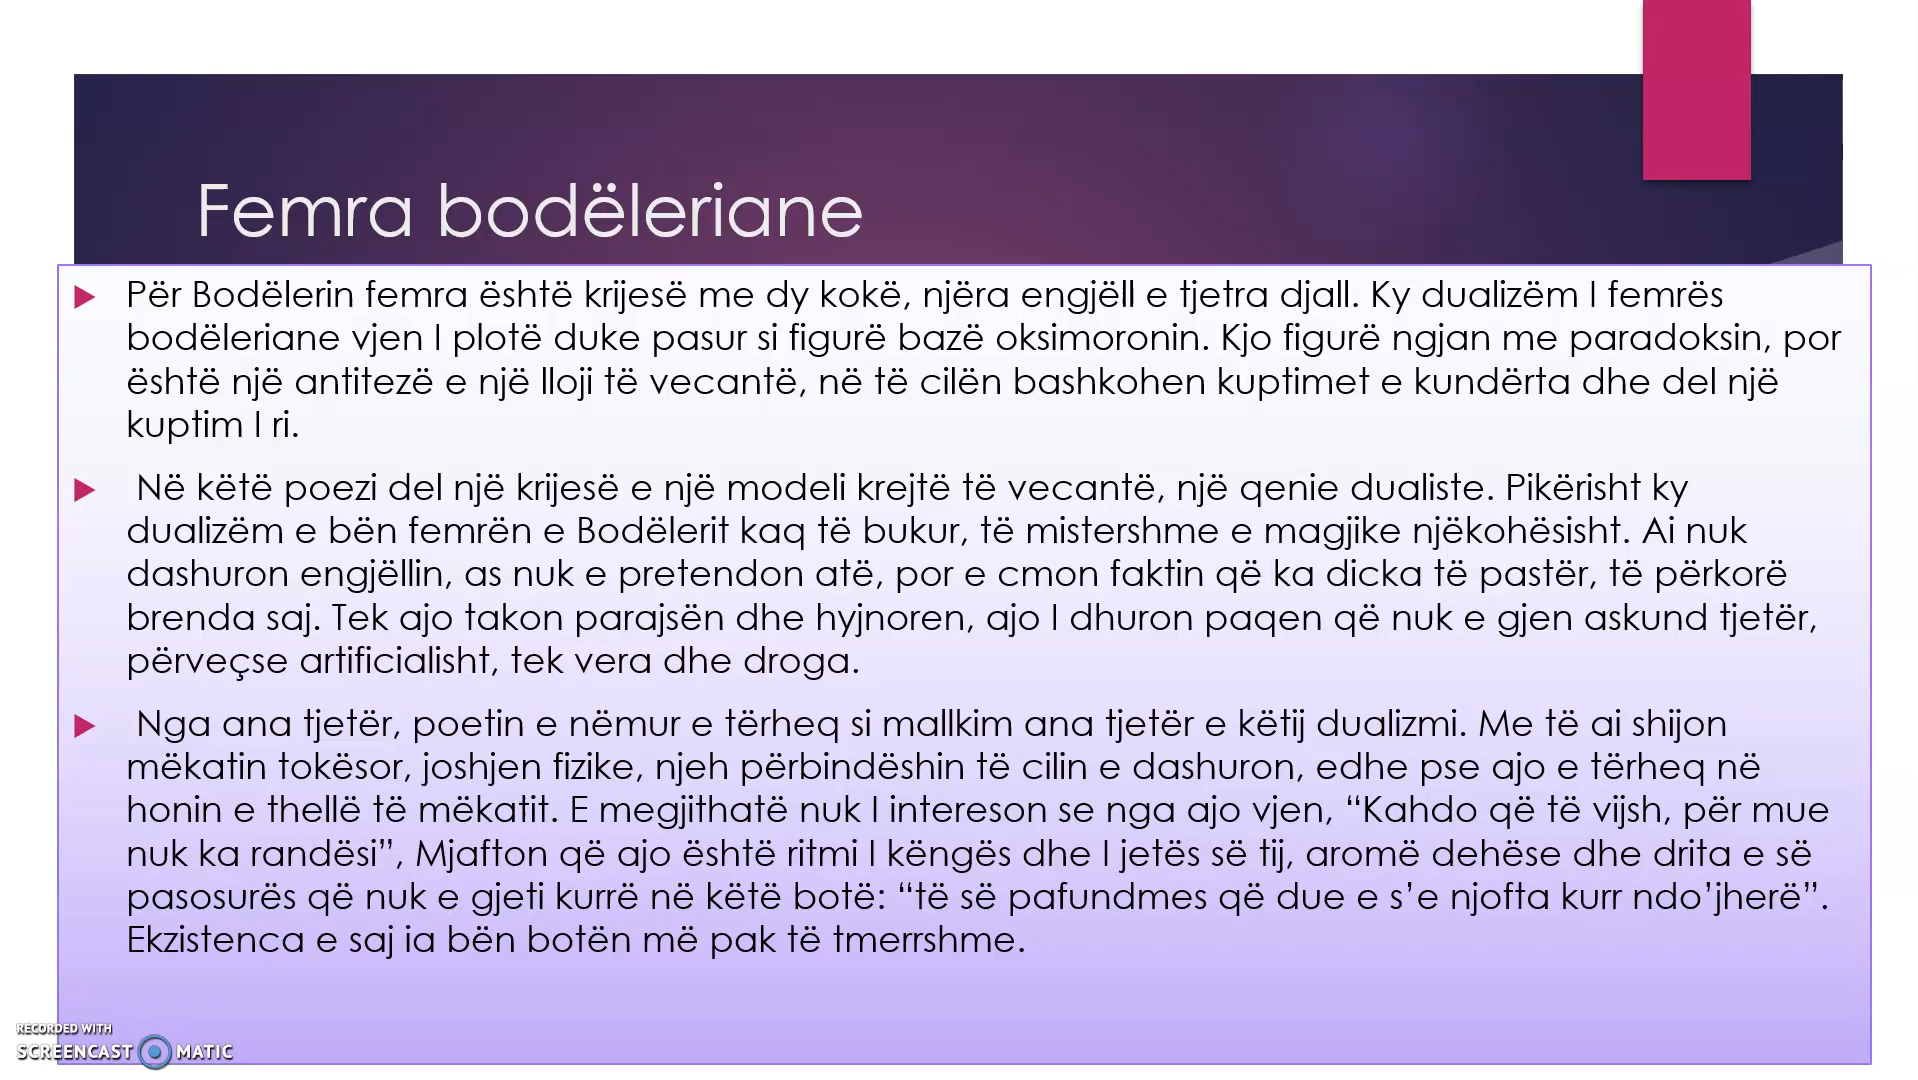 Femra bodëleriane
Për Bodëlerin femra është krijesë me dy kokë, njëra engjëll e tjetra djall. Ky dualizëm I femrës
bodëleriane vjen I plotë duke pasur si figurë bazë oksimoronin. Kjo figurë ngjan me paradoksin, por
është një antitezë e një lloji të vecantë, në të cilën bashkohen kuptimet e kundërta dhe del një
kuptim I ri.
Në këtë poezi del një krijesë e një modeli krejtë të vecantë, një qenie dualiste. Pikërisht ky
dualizëm e bën femrën e Bodëlerit kaq të bukur, të mistershme e magjike njëkohësisht. Ai nuk
dashuron engjëllin, as nuk e pretendon atë, por e cmon faktin që ka dicka të pastër, të përkorë
brenda saj. Tek ajo takon parajsën dhe hyjnoren, ajo I dhuron paqen që nuk e gjen askund tjetër,
përveçse artificialisht, tek vera dhe droga.
Nga ana tjetër, poetin e nëmur e tërheq si mallkim ana tjetër e këtij dualizmi. Me të ai shijon
mëkatin tokësor, joshjen fizike, njeh përbindëshin të cilin e dashuron, edhe pse ajo e tërheq në
honin e thellë të mëkatit. E megjithatë nuk I intereson se nga ajo vjen, “Kahdo që të vijsh, për mue
nuk ka randësi”, Mjafton që ajo është ritmi I këngës dhe I jetës së tij, aromë dehëse dhe drita e së
pasosurës që nuk e gjeti kurrë në këtë botë: “të së pafundmes që due e s’e njofta kurr ndo’jherë”.
Ekzistenca e saj ia bën botën më pak të tmerrshme.
RECORDED WITH
SCREENCAST MATIC